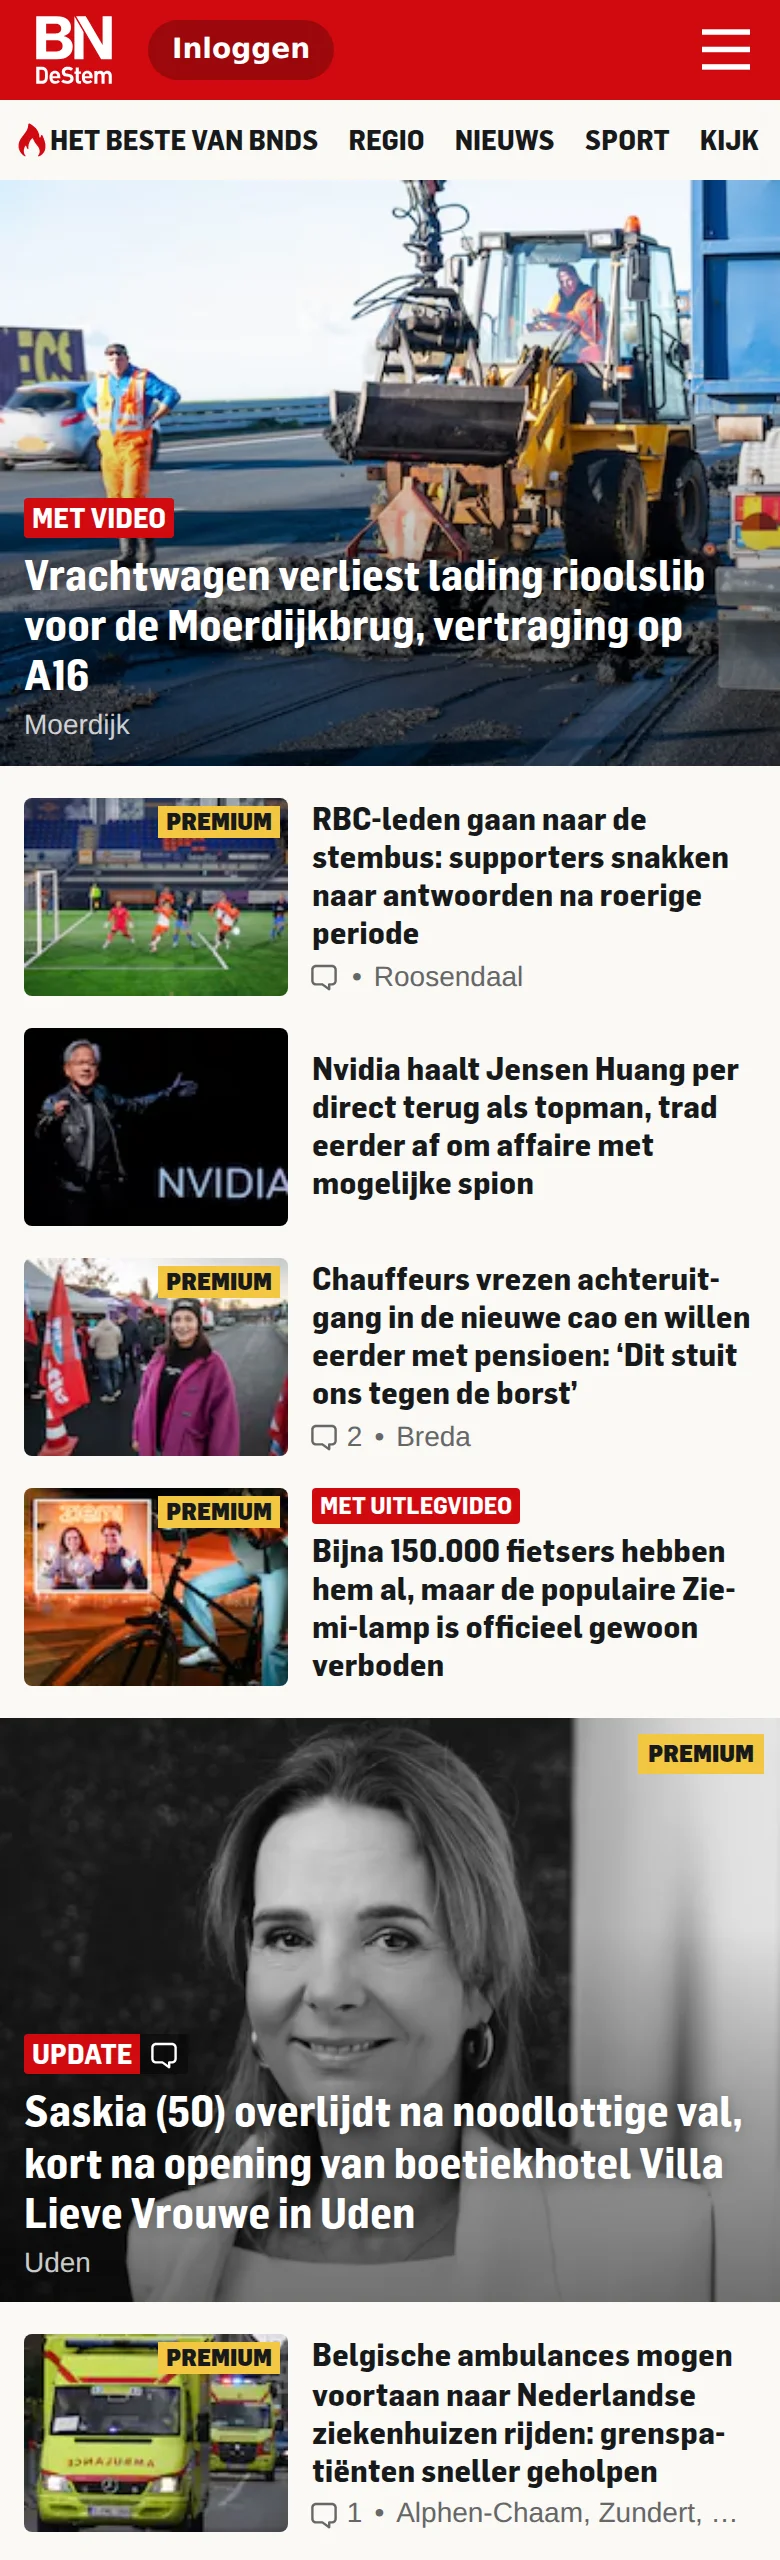 BN
DeStem
Inloggen
HET BESTE VAN BNDS REGIO NIEUWS SPORT KIJK
MET VIDEO
Vrachtwagen verliest lading rioolslib
voor de Moerdijkbrug, vertraging op
A16
Moerdijk
PREMIUM
RBC-leden gaan naar de
stembus: supporters snakken
naar antwoorden na roerige
periode
• Roosendaal
NVIDIA
Nvidia haalt Jensen Huang per
direct terug als topman, trad
eerder af om affaire met
mogelijke spion
PREMIUM
Chauffeurs vrezen achteruit-
gang in de nieuwe cao en willen
eerder met pensioen: ‘Dit stuit
ons tegen de borst’
2 • Breda
PREMIUM
MET UITLEGVIDEO
Bijna 150.000 fietsers hebben
hem al, maar de populaire Zie-
mi-lamp is officieel gewoon
verboden
PREMIUM
UPDATE
Saskia (50) overlijdt na noodlottige val,
kort na opening van boetiekhotel Villa
Lieve Vrouwe in Uden
Uden
PREMIUM
AMBULANCE
Belgische ambulances mogen
voortaan naar Nederlandse
ziekenhuizen rijden: grenspa-
tiënten sneller geholpen
1 • Alphen-Chaam, Zundert, …